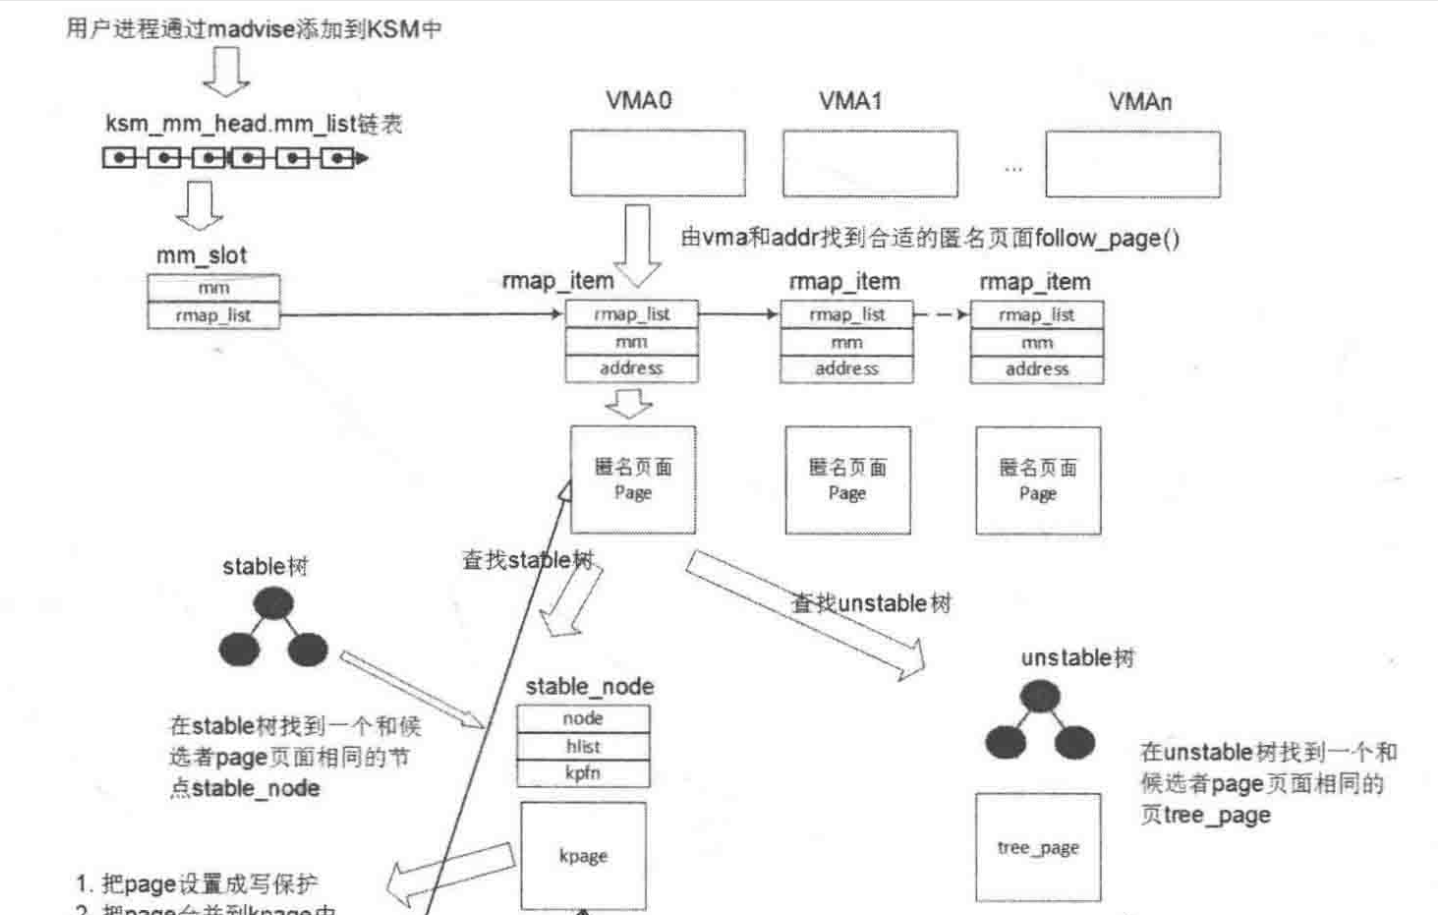 用户进程通过madvise添加到KSM中
ksm_mm_head.mm_list链表
VMA0
VMA1
VMAn
...
由vma和addr找到合适的匿名页面follow_page()
mm_slot
mm
rmap_list
rmap_item
rmap_list
mm
address
rmap_item
rmap_list
mm
address
rmap_item
rmap_list
mm
address
匿名页面
Page
匿名页面
Page
匿名页面
Page
查找stable树
查找unstable树
stable树
在stable树找到一个和候
选者page页面相同的节
点stable_node
stable_node
node
hlist
kpfn
kpage
unstable树
在unstable树找到一个和
候选者page页面相同的
页tree_page
tree_page
1. 把page设置成写保护
2. 把page合并到kpage中